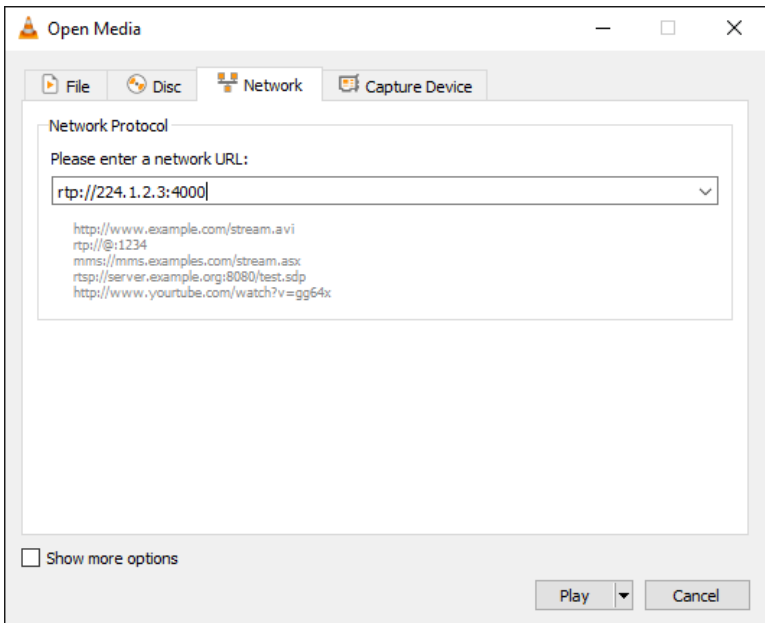 Open Media
File Disc Network Capture Device
Network Protocol
Please enter a network URL:
rtp://224.1.2.3:4000
http://www.example.com/stream.avi
rtp://@:1234
mms://mms.examples.com/stream.asx
rtsp://server.example.org:8080/test.sdp
http://www.yourtube.com/watch?v=gg64x
Show more options
Play Cancel